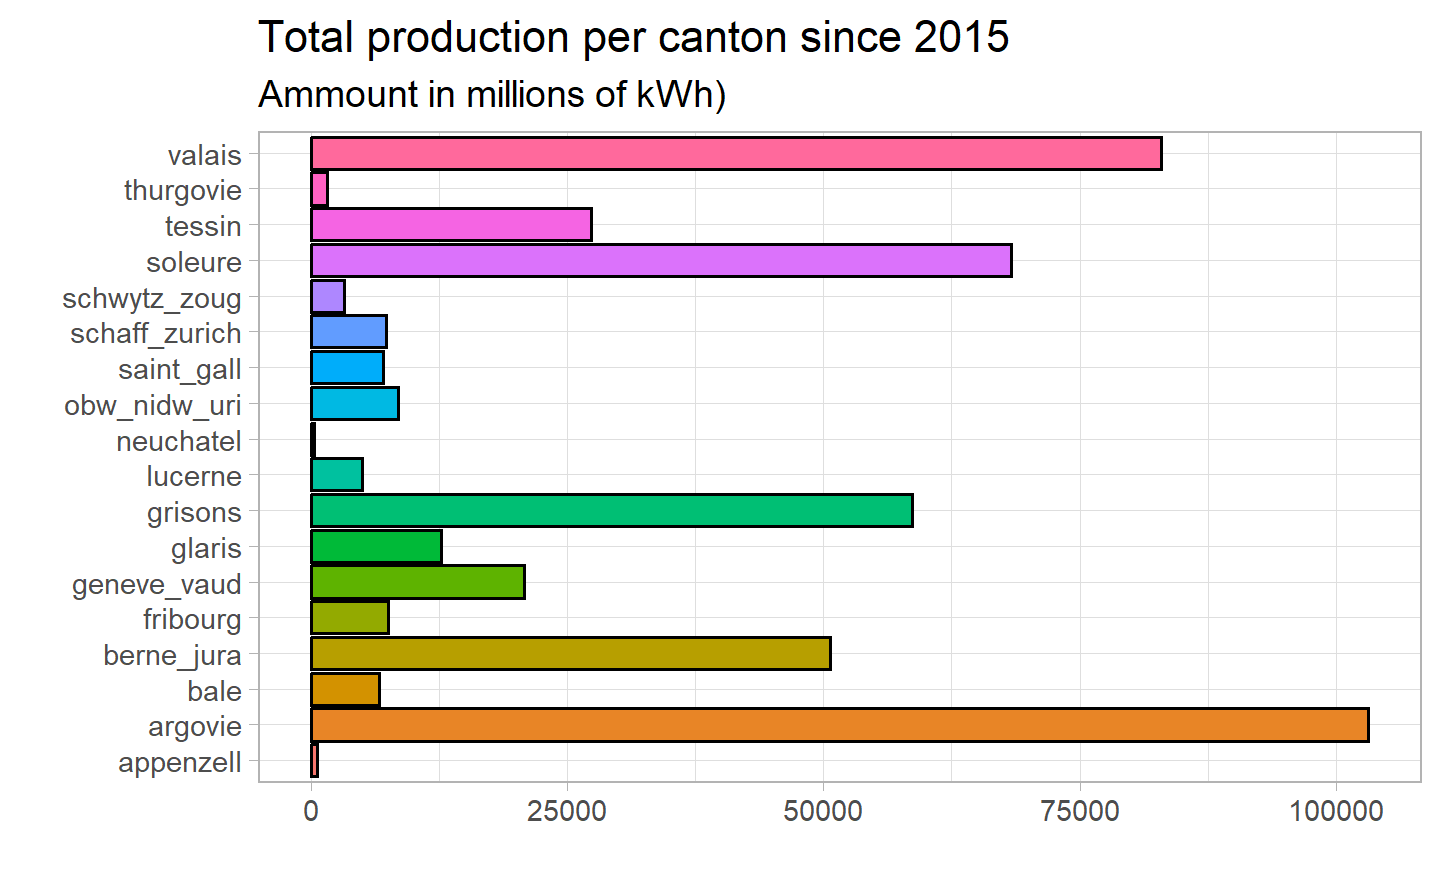 Total production per canton since 2015
Ammount in millions of kWh)
valais
thurgovie
tessin
soleure
schwytz_zoug
schaff_zurich
saint_gall
obw_nidw_uri
neuchatel
lucerne
grisons
glaris
geneve_vaud
fribourg
berne_jura
bale
argovie
appenzell
0 25000 50000 75000 100000